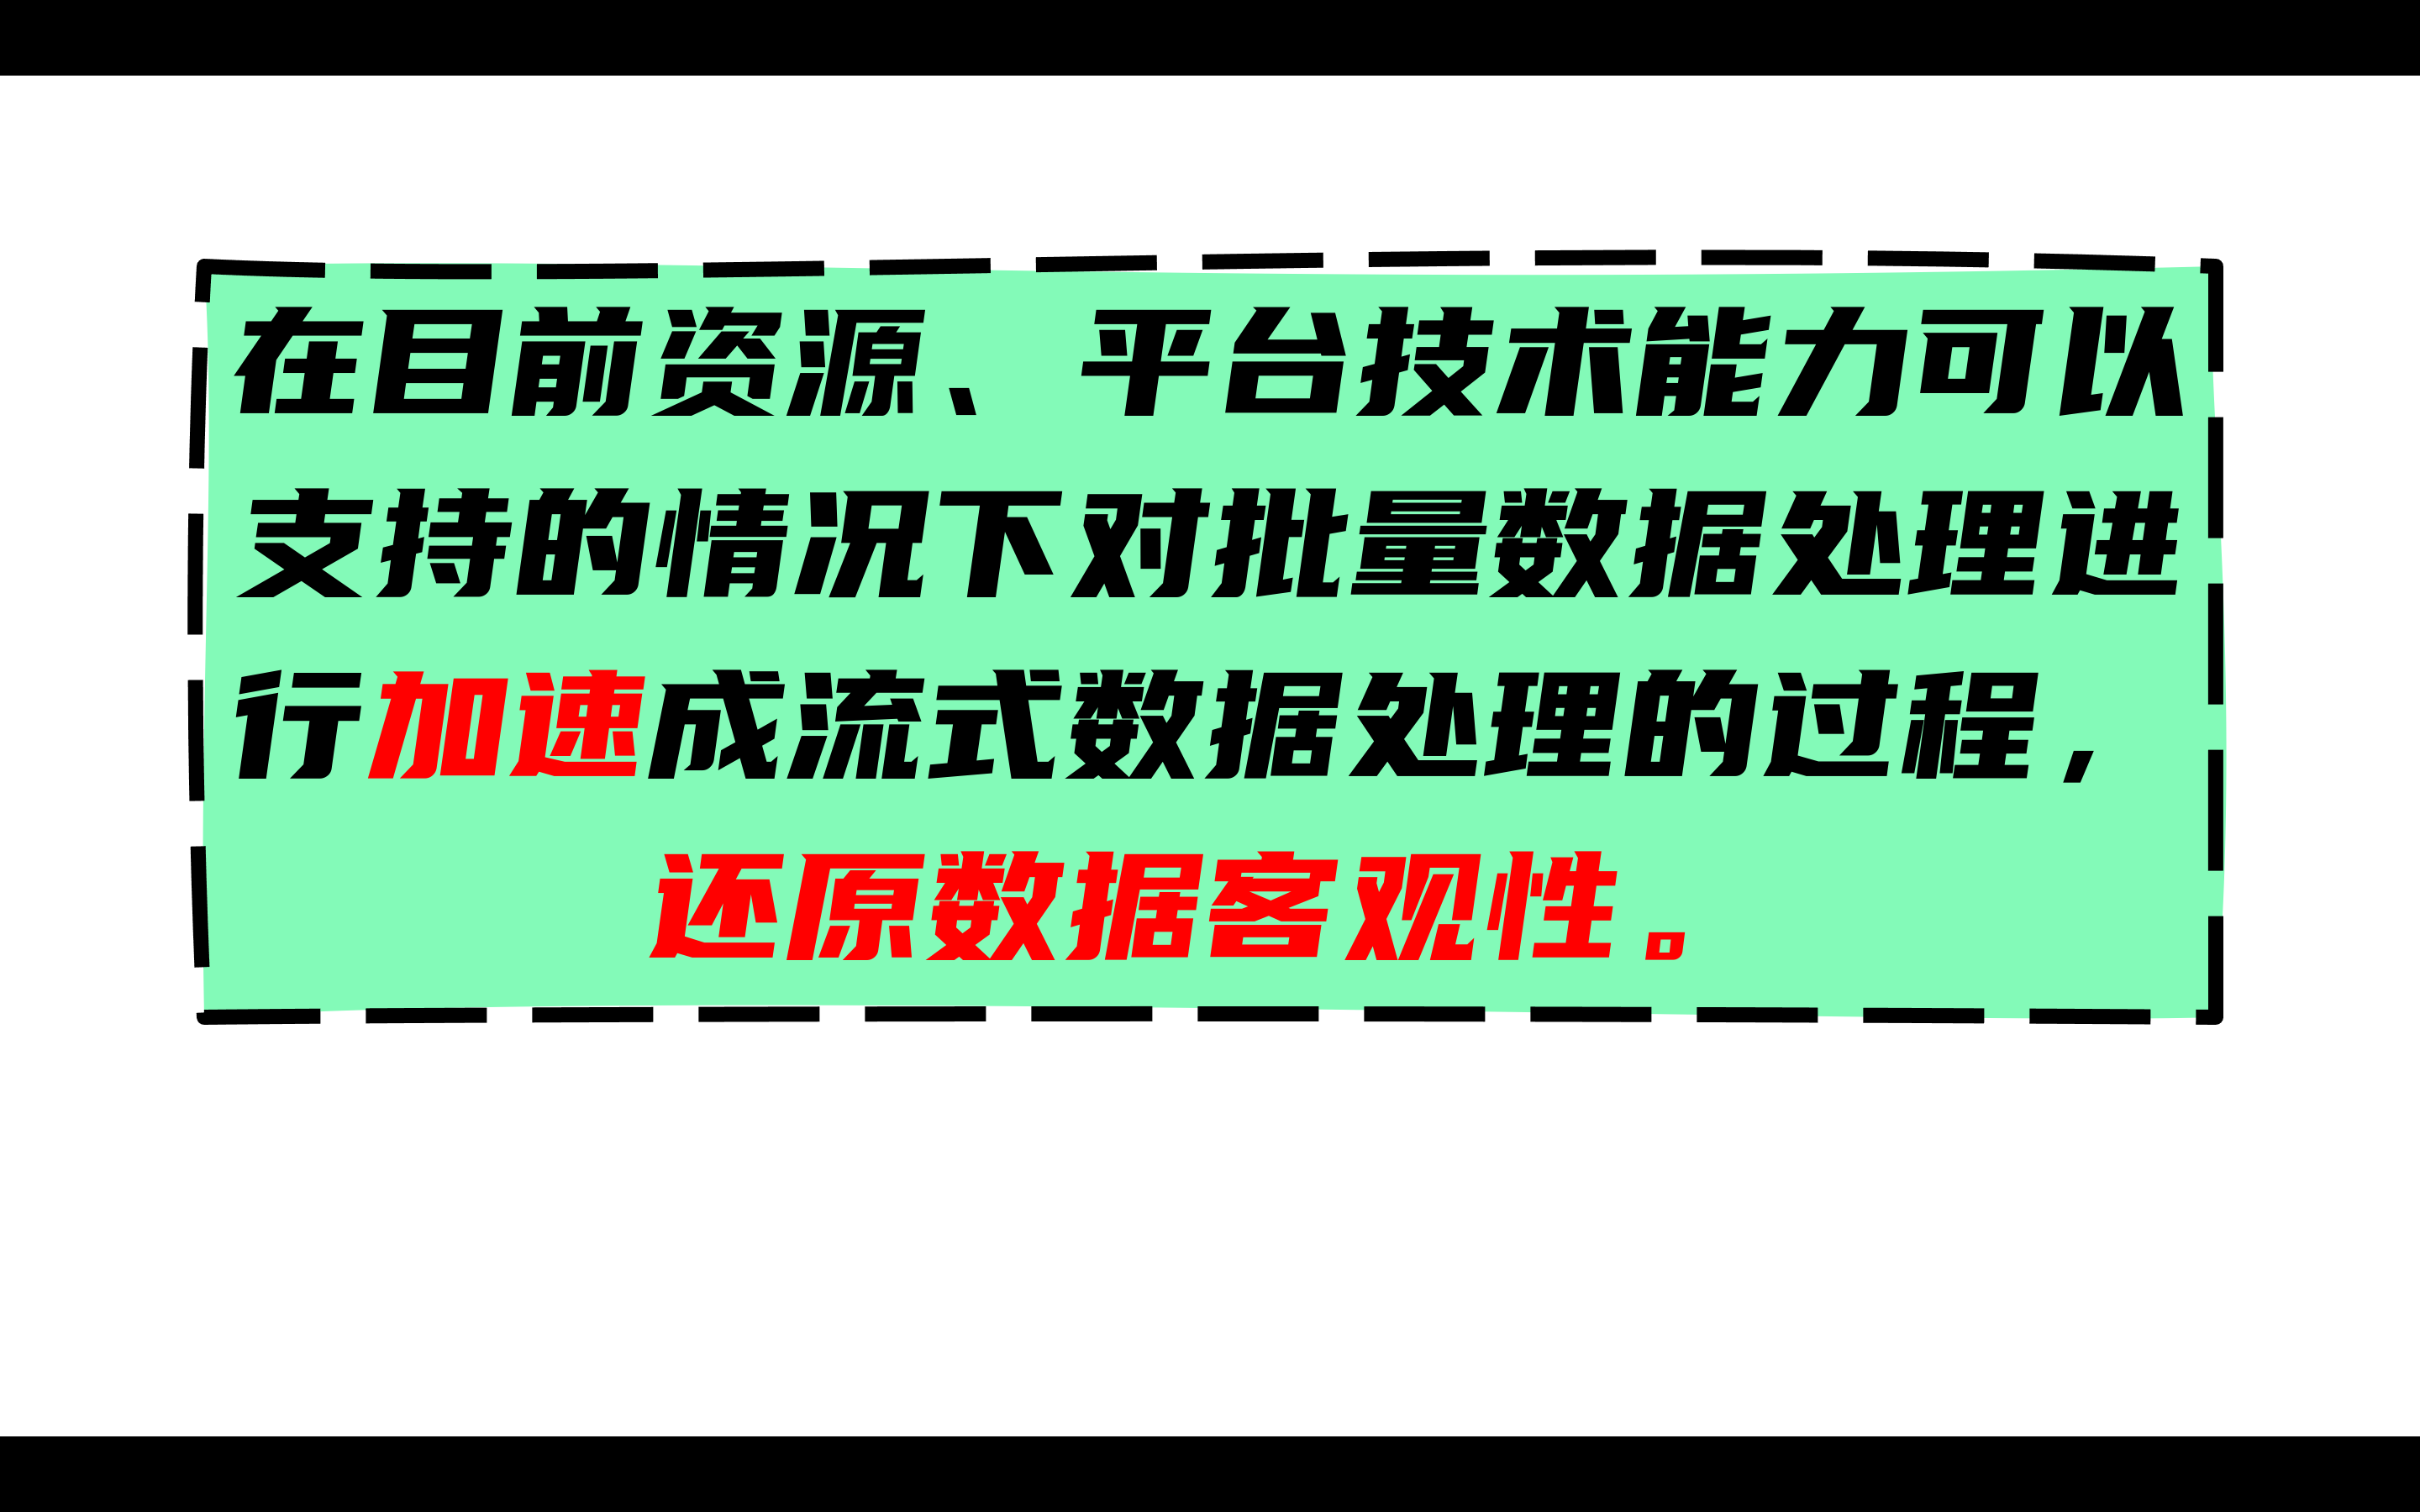 在目前资源、平台技术能力可以
支持的情况下对批量数据处理进
行加速成流式数据处理的过程，
还原数据客观性。